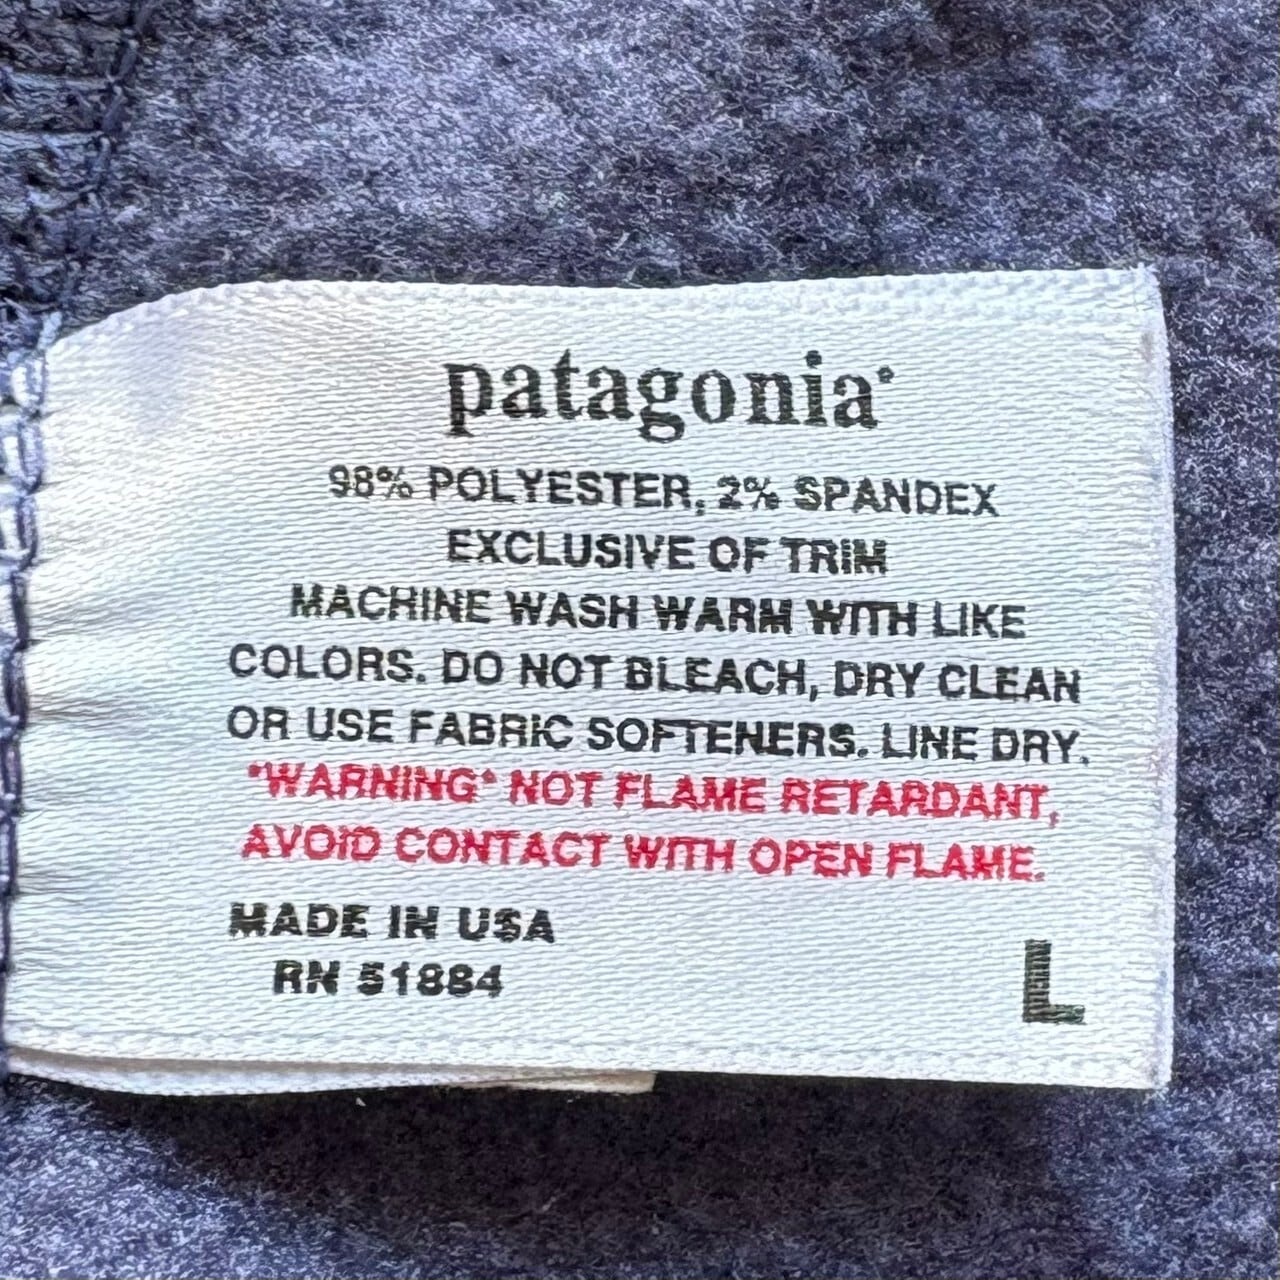 patagonia®
98% POLYESTER, 2% SPANDEX
EXCLUSIVE OF TRIM
MACHINE WASH WARM WITH LIKE
COLORS. DO NOT BLEACH, DRY CLEAN
OR USE FABRIC SOFTENERS. LINE DRY.
*WARNING* NOT FLAME RETARDANT,
AVOID CONTACT WITH OPEN FLAME.
MADE IN USA
RN 51884
L